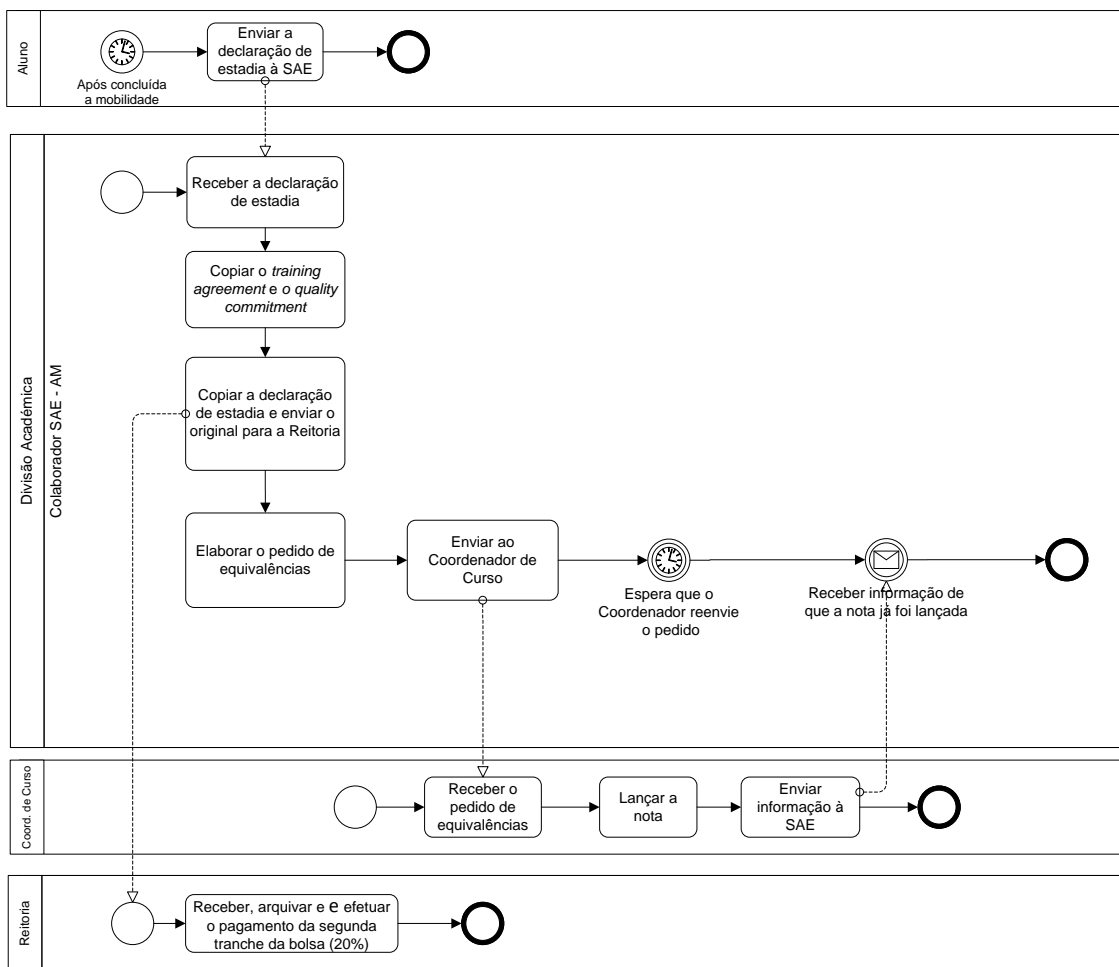 Aluno
Após concluída
a mobilidade
Enviar a
declaração de
estadia à SAE
Divisão Académica
Colaborador SAE - AM
Receber a declaração
de estadia
Copiar o training
agreement e o quality
commitment
Copiar a declaração
de estadia e enviar o
original para a Reitoria
Elaborar o pedido de
equivalências
Enviar ao
Coordenador de
Curso
Espera que o
Coordenador reenvie
o pedido
Receber informação de
que a nota já foi lançada
Coord. de Curso
Receber o
pedido de
equivalências
Lançar a
nota
Enviar
informação à
SAE
Reitoria
Receber, arquivar e e efetuar
o pagamento da segunda
tranche da bolsa (20%)